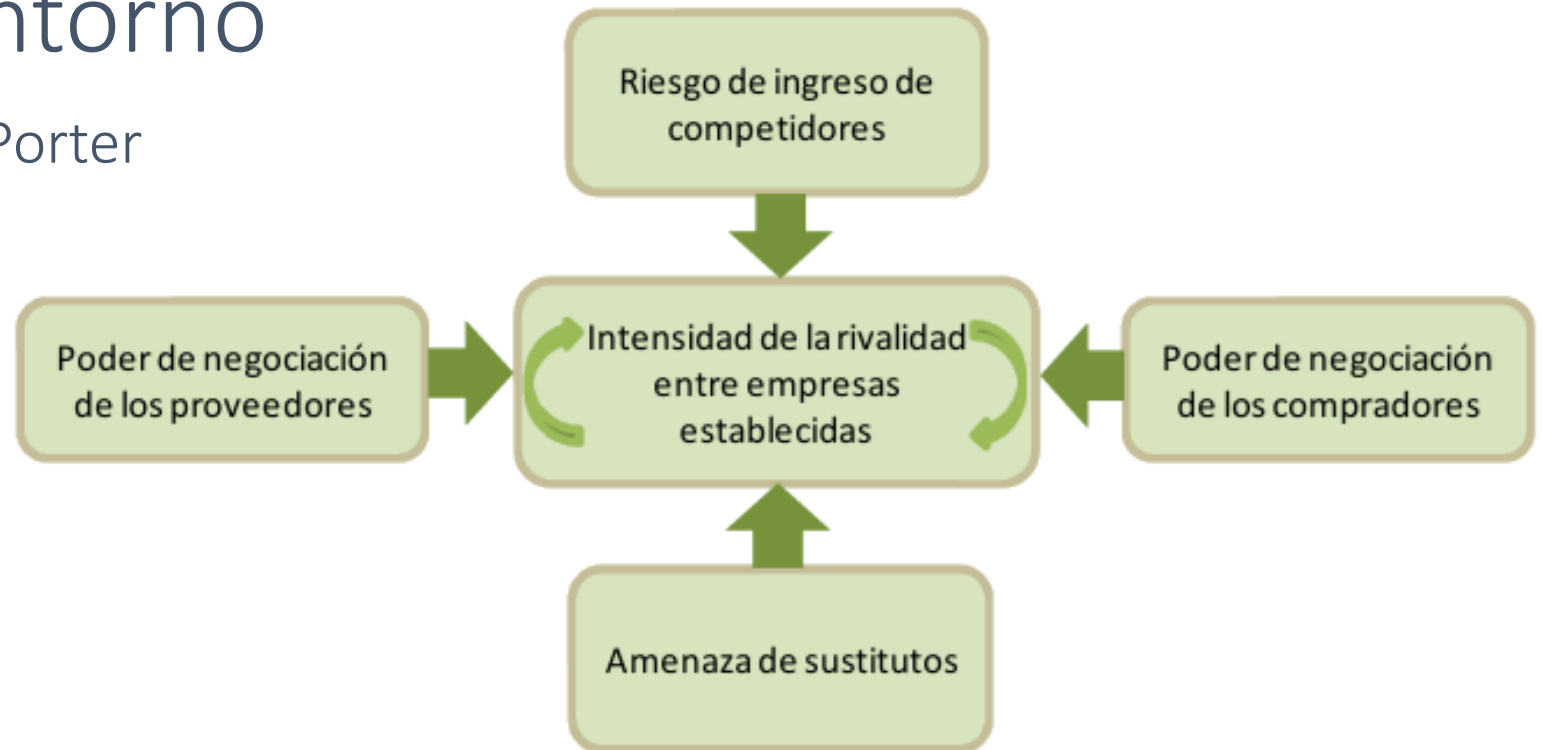 ntorno
Porter
Riesgo de ingreso de
competidores
Poder de negociación
de los proveedores
Intensidad de la rivalidad
entre empresas
establecidas
Poder de negociación
de los compradores
Amenaza de sustitutos